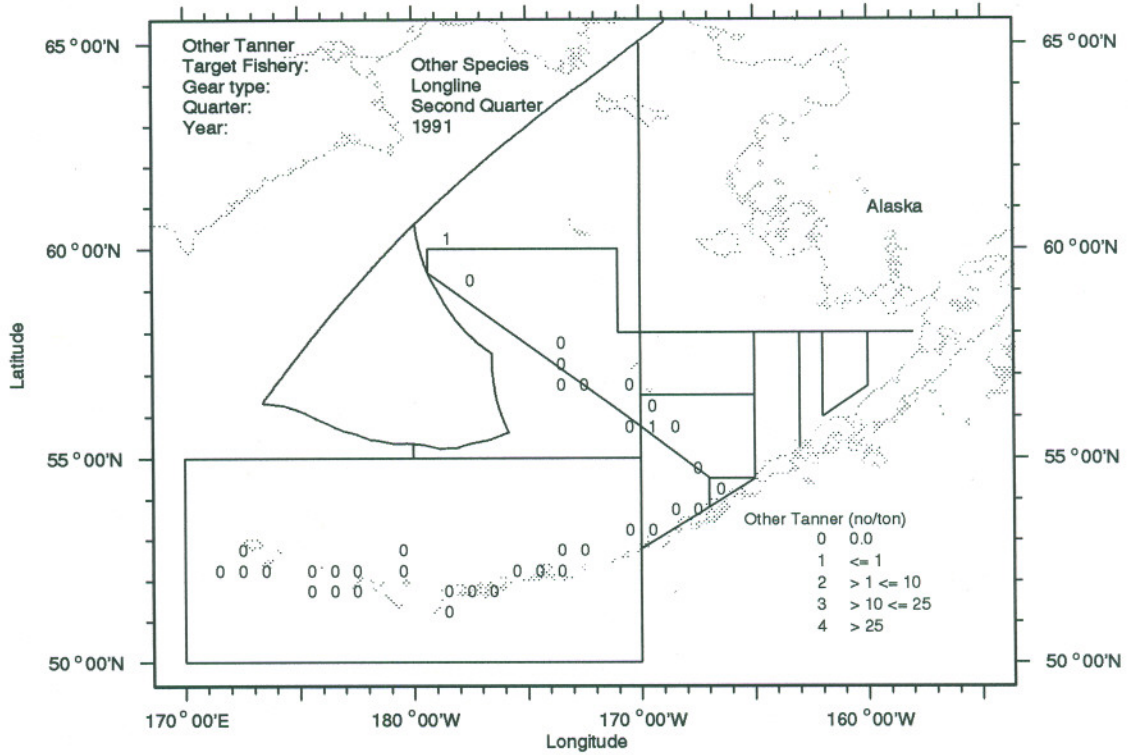 65°00'N
65°00'N
Other Tanner
Target Fishery: Other Species
Gear type: Longline
Quarter: Second Quarter
Year: 1991
Alaska
60°00'N
1
60°00'N
0
0
0
0 0 0
0
0 1 0
55°00'N
55°00'N
0
0
0 0
0 0
Other Tanner (no/ton)
0 0.0
1 <= 1
2 > 1 <= 10
3 > 10 <= 25
4 > 25
0 0 0 0
0 0 0 0 0 0 0 0 0 0
0 0 0 0 0 0
0
50°00'N
50°00'N
170°00'E
180°00'W
170°00'W
160°00'W
Latitude
Longitude